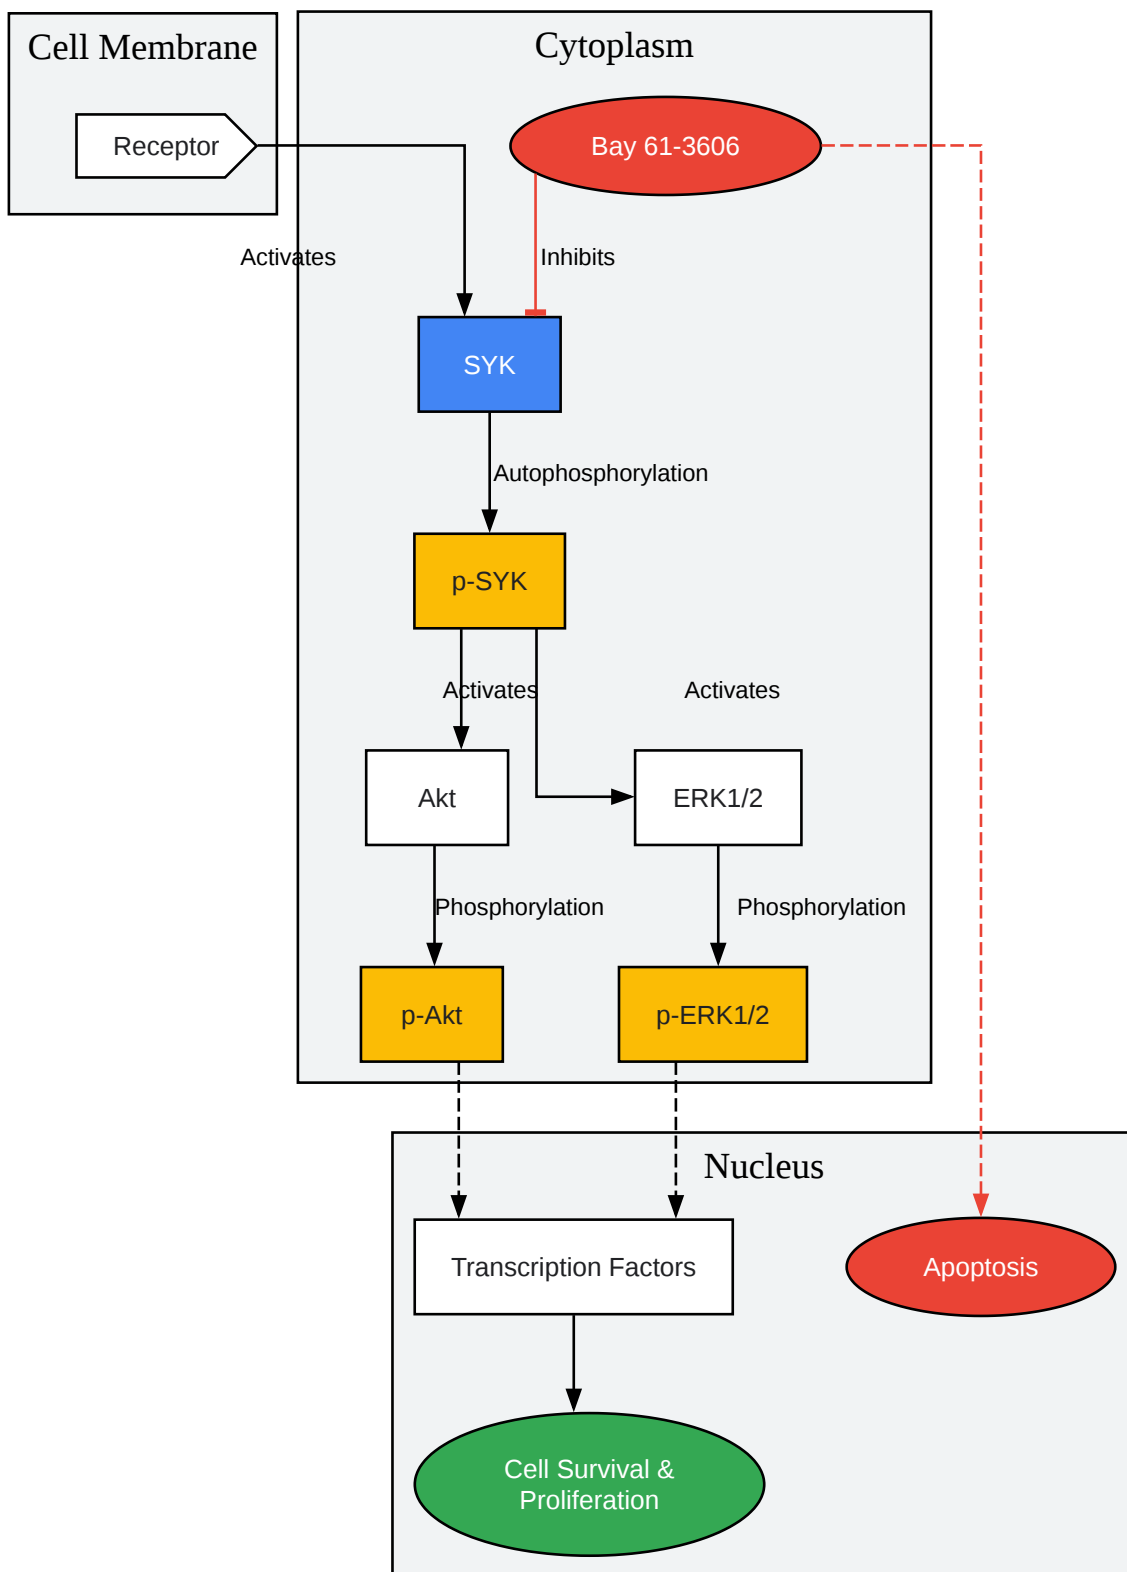 Cell Membrane
Cytoplasm
Receptor
Bay 61-3606
Activates
Inhibits
SYK
Autophosphorylation
p-SYK
Activates
Activates
Akt
ERK1/2
Phosphorylation
Phosphorylation
p-Akt
p-ERK1/2
Nucleus
Transcription Factors
Apoptosis
Cell Survival &
Proliferation